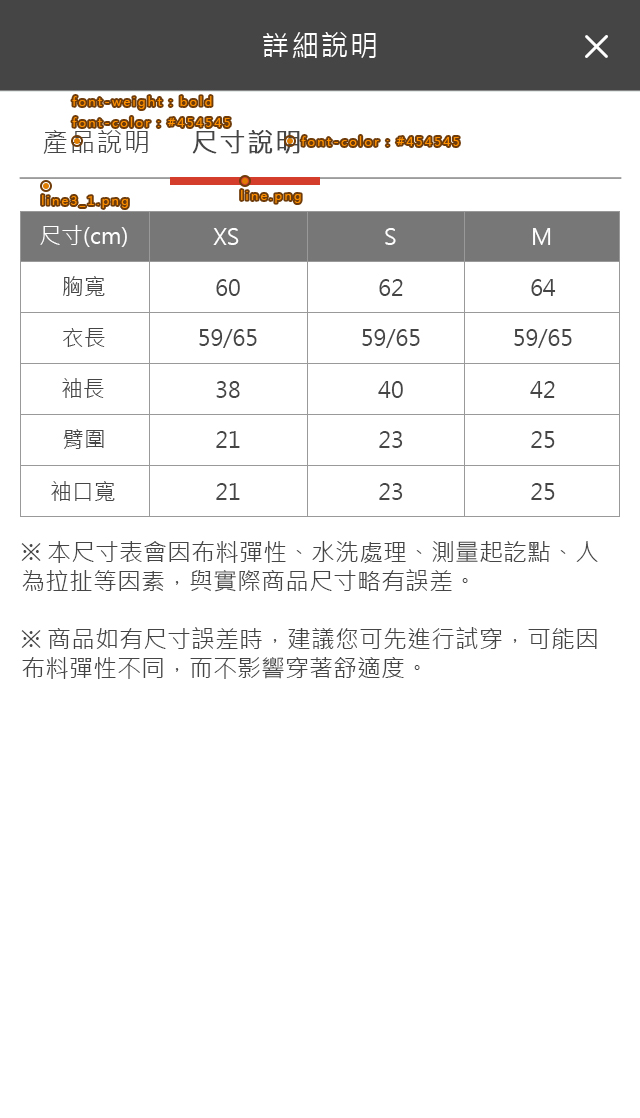 詳細說明
font-weight : bold
font-color : #454545
產品說明
尺寸說明
font-color : #454545
line3_1.png
line.png
尺寸(cm) XS S M
胸寬 60 62 64
衣長 59/65 59/65 59/65
袖長 38 40 42
臂圍 21 23 25
袖口寬 21 23 25
※ 本尺寸表會因布料彈性、水洗處理、測量起訖點、人
為拉扯等因素，與實際商品尺寸略有誤差。
※ 商品如有尺寸誤差時，建議您可先進行試穿，可能因
布料彈性不同，而不影響穿著舒適度。